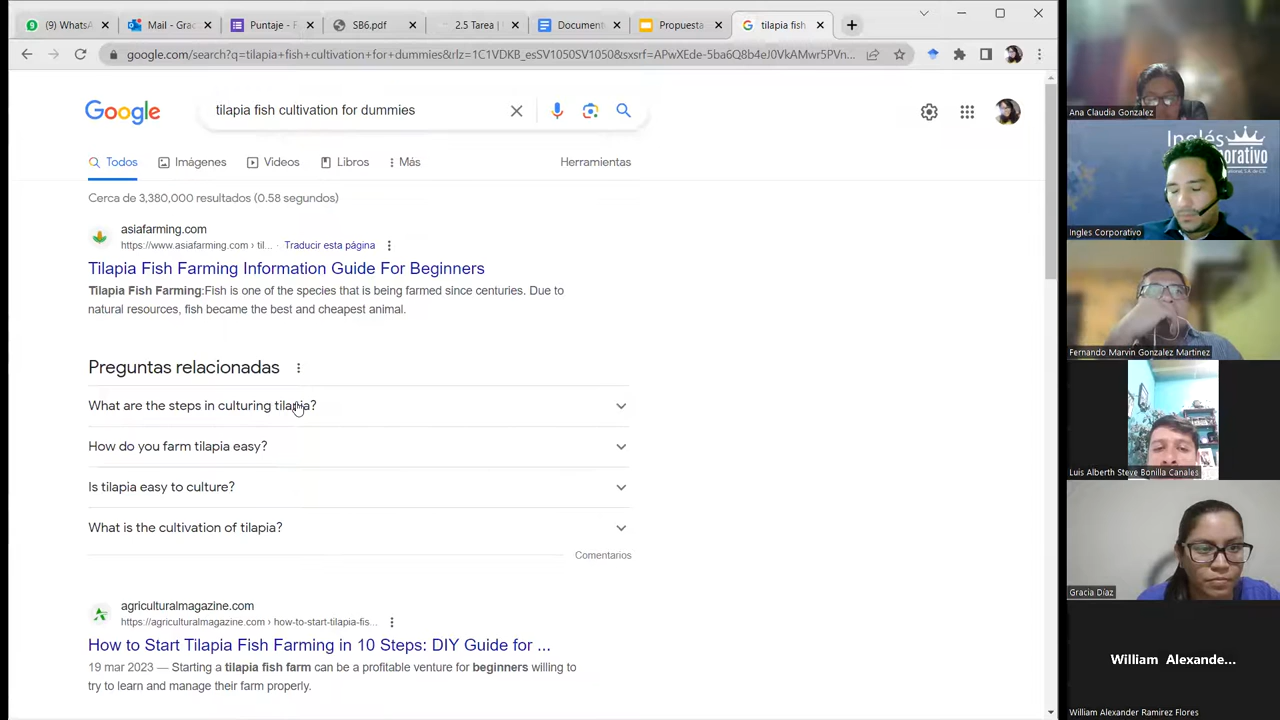 (9) WhatsA
Mail - Grac
Puntaje - F
SB6.pdf
2.5 Tarea |
Document
Propuesta
tilapia fish
google.com/search?q=tilapia+fish+cultivation+for+dummies&rlz=1C1VDKB_esSV1050SV1050&sxsrf=APwXEde-5ba6Q8b4eJ0VkAMwr5PVn...
Google
tilapia fish cultivation for dummies
Todos
Imágenes
Videos
Libros
Más
Herramientas
Cerca de 3,380,000 resultados (0.58 segundos)
asiafarming.com
https://www.asiafarming.com › til... · Traducir esta página
Tilapia Fish Farming Information Guide For Beginners
Tilapia Fish Farming:Fish is one of the species that is being farmed since centuries. Due to
natural resources, fish became the best and cheapest animal.
Preguntas relacionadas
What are the steps in culturing tilapia?
How do you farm tilapia easy?
Is tilapia easy to culture?
What is the cultivation of tilapia?
Comentarios
agriculturalmagazine.com
https://agriculturalmagazine.com › how-to-start-tilapia-fis...
How to Start Tilapia Fish Farming in 10 Steps: DIY Guide for ...
19 mar 2023 — Starting a tilapia fish farm can be a profitable venture for beginners willing to
try to learn and manage their farm properly.
Ana Claudia Gonzalez
Inglés
Ingles Corporativo
Fernando Marvin Gonzalez Martinez
Luis Alberth Steve Bonilla Canales
Gracia Díaz
William Alexande...
William Alexander Ramirez Flores